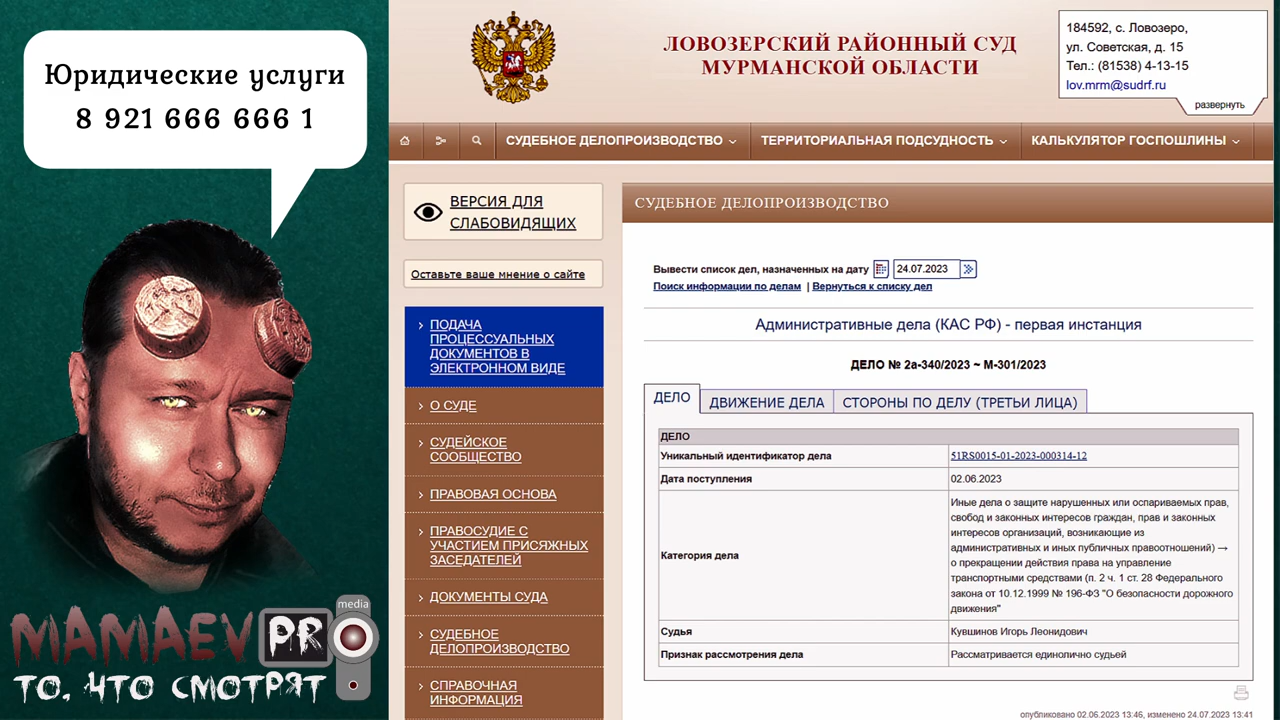 Юридические услуги
8 921 666 666 1
MAMAEV PRO
media
ТО, ЧТО СМОТРЯТ
ЛОВОЗЕРСКИЙ РАЙОННЫЙ СУД
МУРМАНСКОЙ ОБЛАСТИ
184592, с. Ловозеро,
ул. Советская, д. 15
Тел.: (81538) 4-13-15
lov.mrm@sudrf.ru
развернуть
СУДЕБНОЕ ДЕЛОПРОИЗВОДСТВО
ТЕРРИТОРИАЛЬНАЯ ПОДСУДНОСТЬ
КАЛЬКУЛЯТОР ГОСПОШЛИНЫ
ВЕРСИЯ ДЛЯ
СЛАБОВИДЯЩИХ
Оставьте ваше мнение о сайте
ПОДАЧА
ПРОЦЕССУАЛЬНЫХ
ДОКУМЕНТОВ В
ЭЛЕКТРОННОМ ВИДЕ
О СУДЕ
СУДЕЙСКОЕ
СООБЩЕСТВО
ПРАВОВАЯ ОСНОВА
ПРАВОСУДИЕ С
УЧАСТИЕМ ПРИСЯЖНЫХ
ЗАСЕДАТЕЛЕЙ
ДОКУМЕНТЫ СУДА
СУДЕБНОЕ
ДЕЛОПРОИЗВОДСТВО
СПРАВОЧНАЯ
ИНФОРМАЦИЯ
СУДЕБНОЕ ДЕЛОПРОИЗВОДСТВО
Вывести список дел, назначенных на дату 24.07.2023
Поиск информации по делам | Вернуться к списку дел
Административные дела (КАС РФ) - первая инстанция
ДЕЛО № 2а-340/2023 ~ М-301/2023
ДЕЛО
ДВИЖЕНИЕ ДЕЛА
СТОРОНЫ ПО ДЕЛУ (ТРЕТЬИ ЛИЦА)
ДЕЛО
Уникальный идентификатор дела
51RS0015-01-2023-000314-12
Дата поступления
02.06.2023
Категория дела
Иные дела о защите нарушенных или оспариваемых прав,
свобод и законных интересов граждан, прав и законных
интересов организаций, возникающие из
административных и иных публичных правоотношений) →
о прекращении действия права на управление
транспортными средствами (п. 2 ч. 1 ст. 28 Федерального
закона от 10.12.1999 № 196-ФЗ "О безопасности дорожного
движения"
Судья
Кувшинов Игорь Леонидович
Признак рассмотрения дела
Рассматривается единолично судьей
опубликовано 02.06.2023 13:46, изменено 24.07.2023 13:41